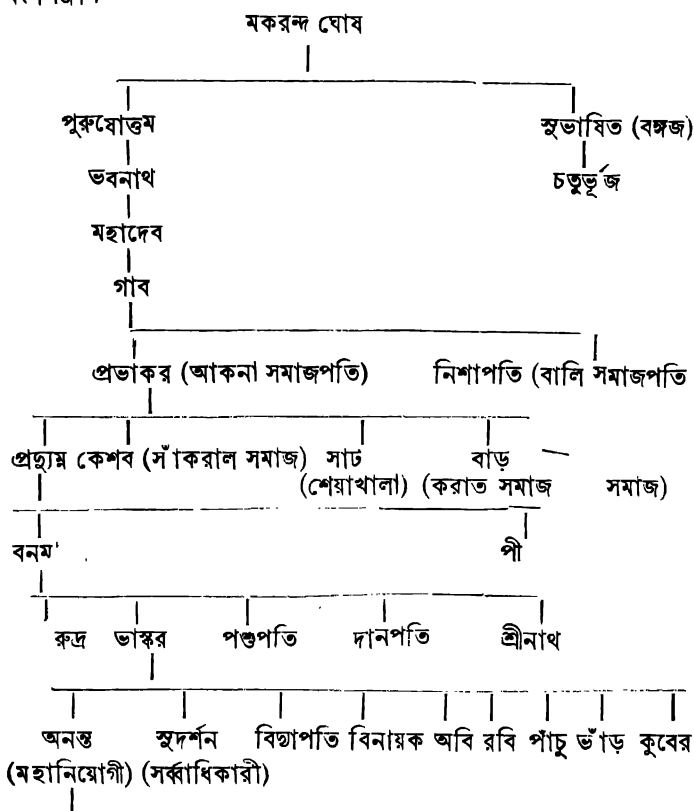 মকরন্দ ঘোষ
পুরুষোত্তম সুভাষিত (বঙ্গজ)
ভবনাথ চতুর্ভূজ
মহাদেব
গাব
প্রভাকর (আকনা সমাজপতি) নিশাপতি (বালি সমাজপতি
প্রদ্যুম্ন কেশব (সাঁকরাল সমাজ) সাট বাড়
(শেয়াখালা) (করাত সমাজ সমাজ)
বনম পী
রুদ্র ভাস্কর পশুপতি দানপতি শ্রীনাথ
অনন্ত সুদর্শন বিদ্যাপতি বিনায়ক অবি রবি পাঁচু ভাঁড় কুবের
(মহানিয়োগী) (সর্ব্বাধিকারী)